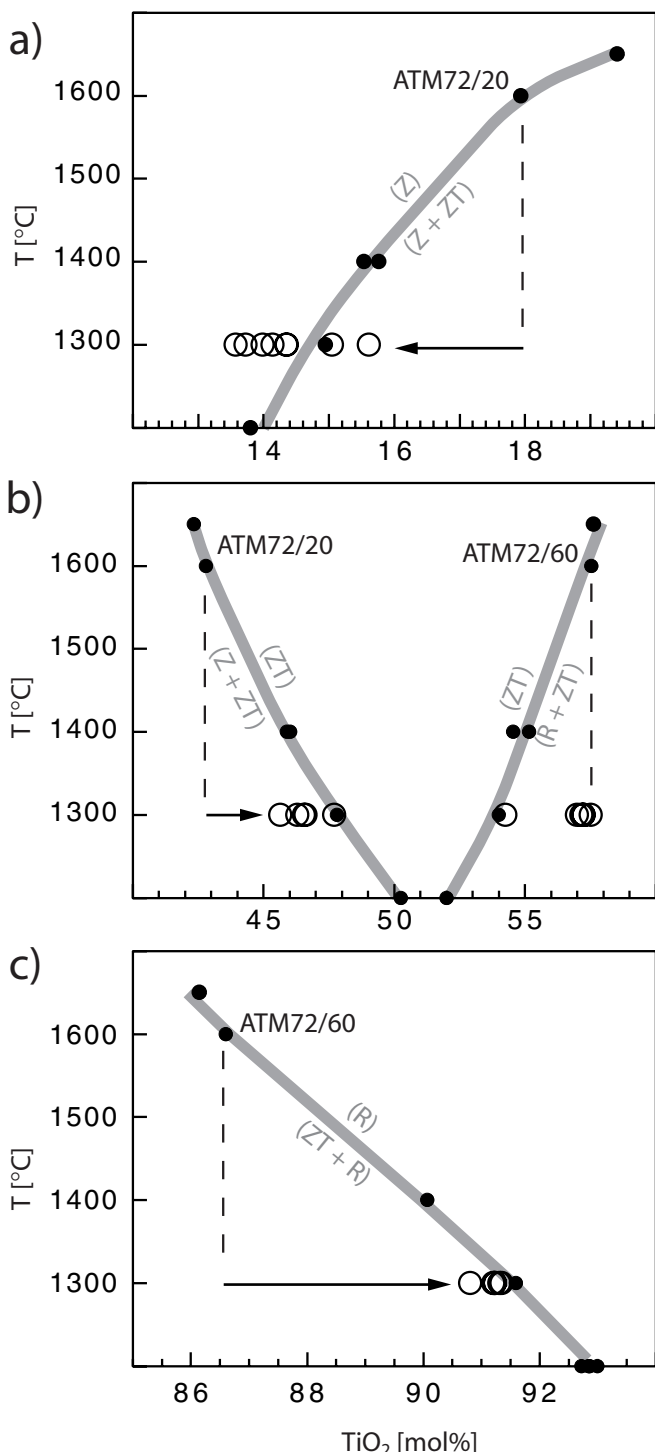 a)
ATM72/20
1600
1500
(Z)
(Z + ZT)
1400
1300
T [°C]
14 16 18
b)
ATM72/20 ATM72/60
1600
1500
(ZT)
(Z + ZT)
(ZT)
(R + ZT)
1400
1300
T [°C]
45 50 55
c)
ATM72/60
1600
1500
(R)
(ZT + R)
1400
1300
T [°C]
86 88 90 92
TiO₂ [mol%]